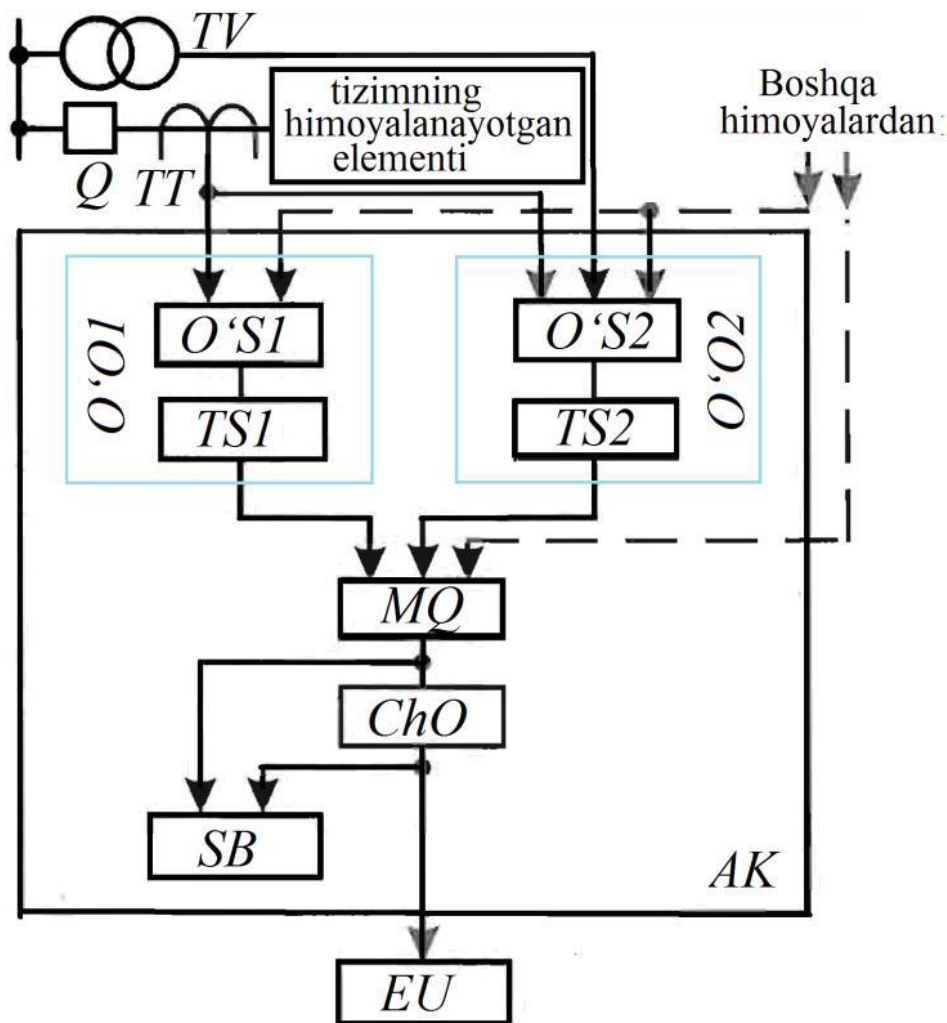 TV
tizimning
himoyalanayotgan
elementi
Boshqa
himoyalardan
Q
TT
O‘S1
O‘S2
O‘O1
O‘O2
TS1
TS2
MQ
ChO
SB
AK
EU